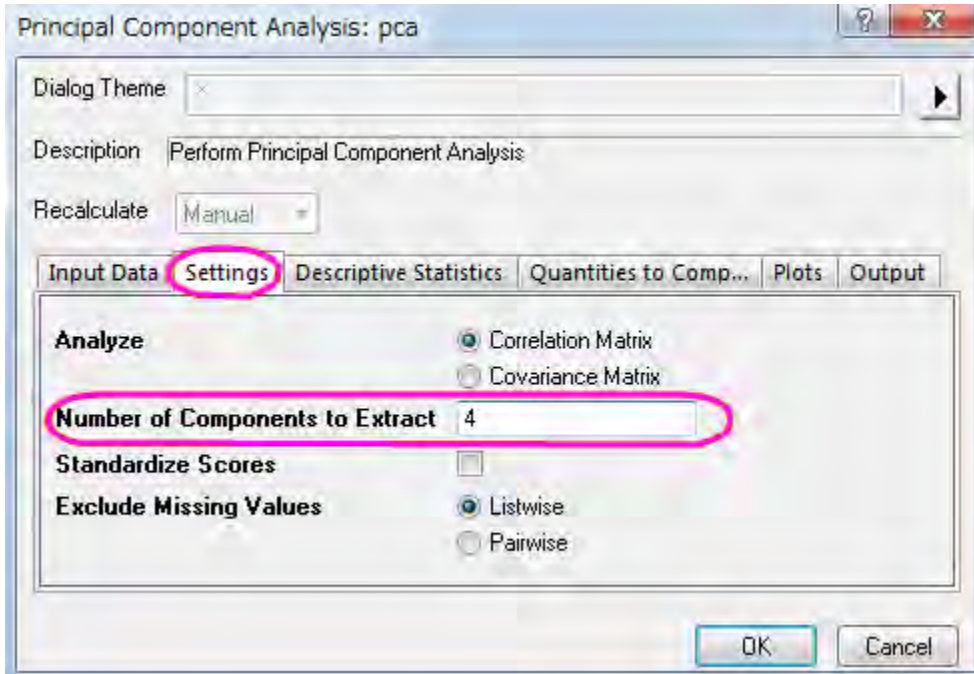 Principal Component Analysis: pca
Dialog Theme
Description Perform Principal Component Analysis
Recalculate Manual
Input Data Settings Descriptive Statistics Quantities to Comp... Plots Output
Analyze Correlation Matrix
Covariance Matrix
Number of Components to Extract 4
Standardize Scores
Exclude Missing Values Listwise
Pairwise
OK Cancel